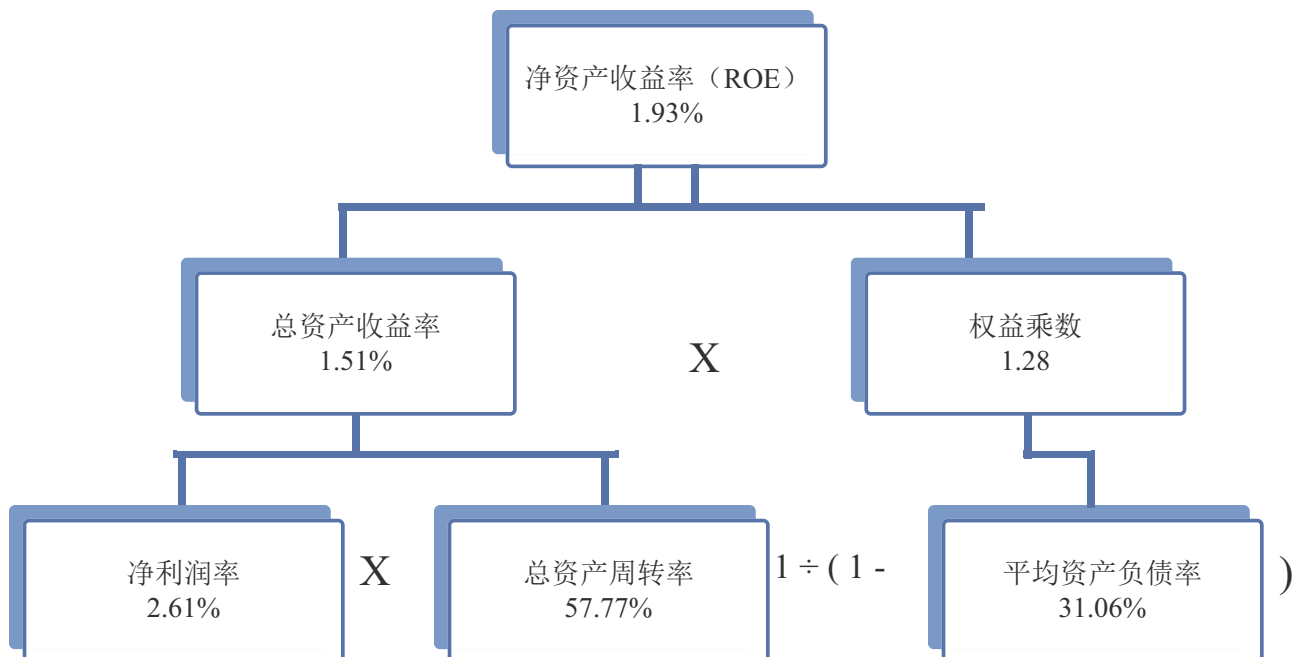 净资产收益率（ROE）
1.93%
总资产收益率
1.51%
X
权益乘数
1.28
净利润率
2.61%
X
总资产周转率
57.77%
1 ÷ ( 1 -
平均资产负债率
31.06%
)